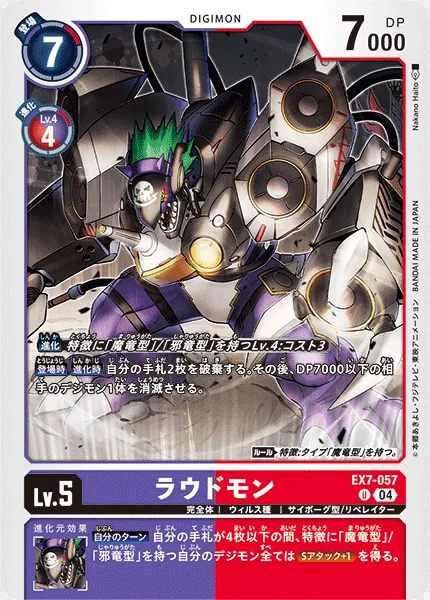 DIGIMON
登場
7
DP
7000
進化
Lv.4
4
Nakano Haito
BANDAI MADE IN JAPAN
©本郷あきよし・フジテレビ・東映アニメーション
進化 特徴に「魔竜型」/「邪竜型」を持つLv.4:コスト3
登場時 進化時 自分の手札2枚を破棄する。その後、DP7000以下の相
手のデジモン1体を消滅させる。
ルール 特徴:タイプ「魔竜型」を持つ。
Lv.5
ラウドモン
EX7-057
U 04
完全体 ウィルス種 サイボーグ型/リベレイター
進化元効果
自分のターン 自分の手札が4枚以下の間、特徴に「魔竜型」/
「邪竜型」を持つ自分のデジモン全ては Sアタック+1 を得る。